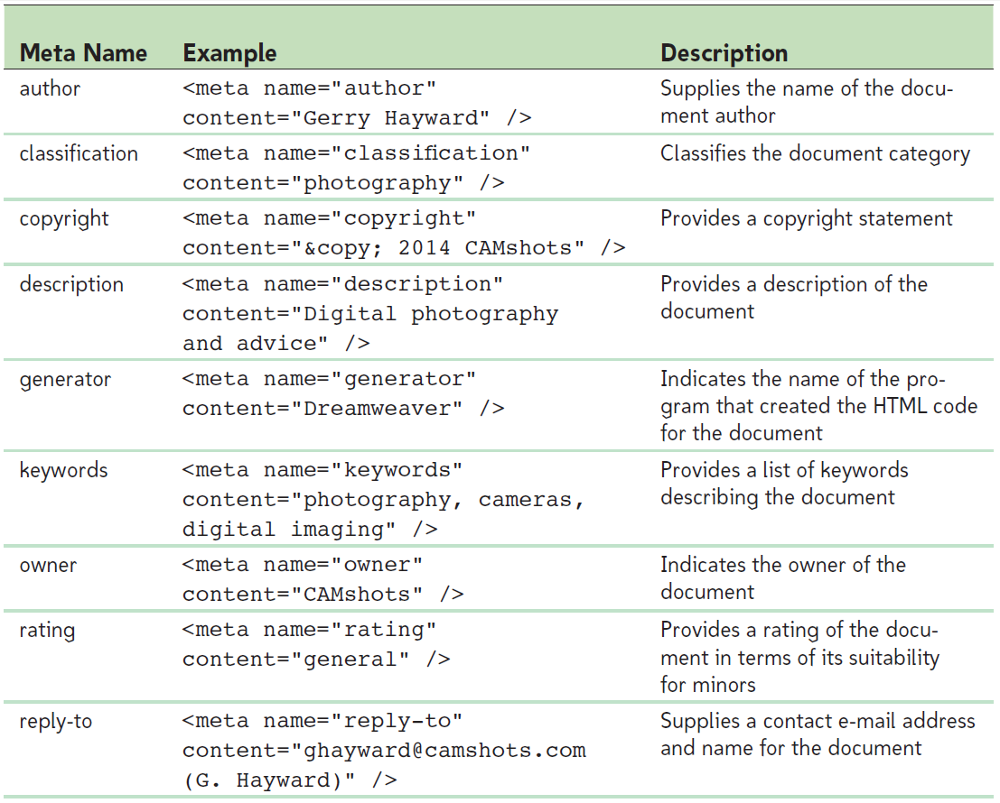 Meta Name Example Description
author <meta name="author" Supplies the name of the docu-
content="Gerry Hayward" /> ment author
classification <meta name="classification" Classifies the document category
content="photography" />
copyright <meta name="copyright" Provides a copyright statement
content="&copy; 2014 CAMshots" />
description <meta name="description" Provides a description of the
content="Digital photography document
and advice" />
generator <meta name="generator" Indicates the name of the pro-
content="Dreamweaver" /> gram that created the HTML code
for the document
keywords <meta name="keywords" Provides a list of keywords
content="photography, cameras, describing the document
digital imaging" />
owner <meta name="owner" Indicates the owner of the
content="CAMshots" /> document
rating <meta name="rating" Provides a rating of the docu-
content="general" /> ment in terms of its suitability
for minors
reply-to <meta name="reply-to" Supplies a contact e-mail address
content="ghayward@camshots.com and name for the document
(G. Hayward)" />